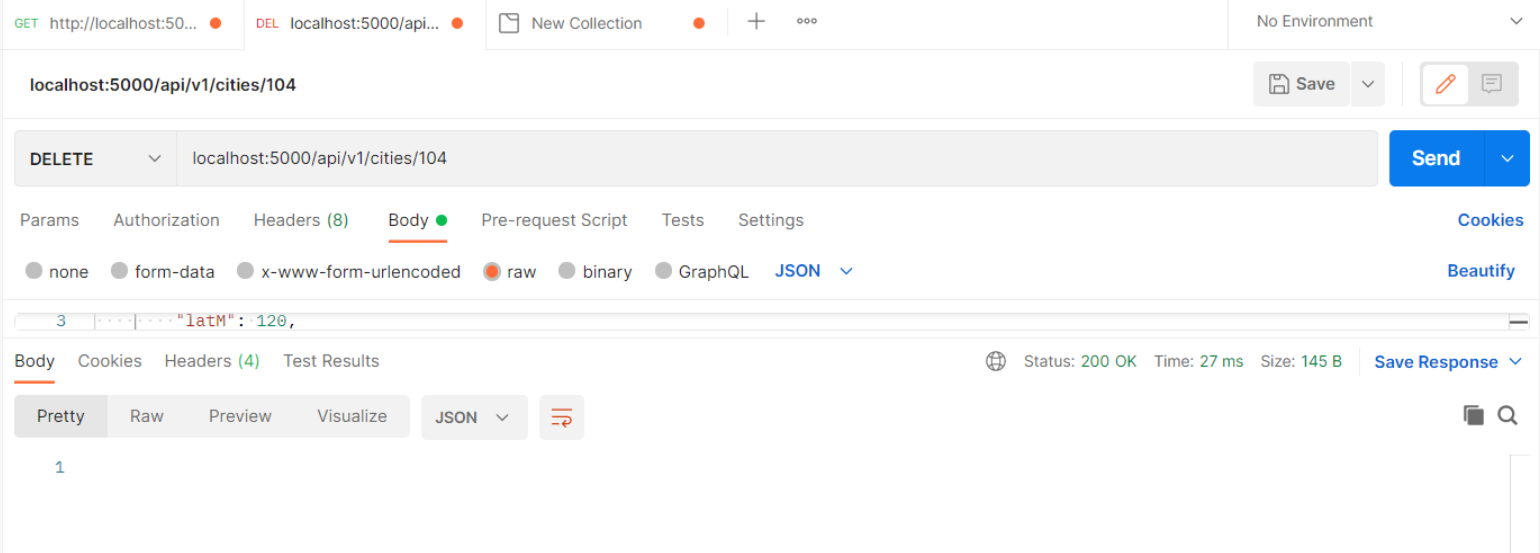 GET http://localhost:50... DEL localhost:5000/api... New Collection + ooo No Environment
localhost:5000/api/v1/cities/104 Save
DELETE localhost:5000/api/v1/cities/104 Send
Params Authorization Headers (8) Body Pre-request Script Tests Settings Cookies
none form-data x-www-form-urlencoded raw binary GraphQL JSON Beautify
3 "latM": 120,
Body Cookies Headers (4) Test Results Status: 200 OK Time: 27 ms Size: 145 B Save Response
Pretty Raw Preview Visualize JSON
1